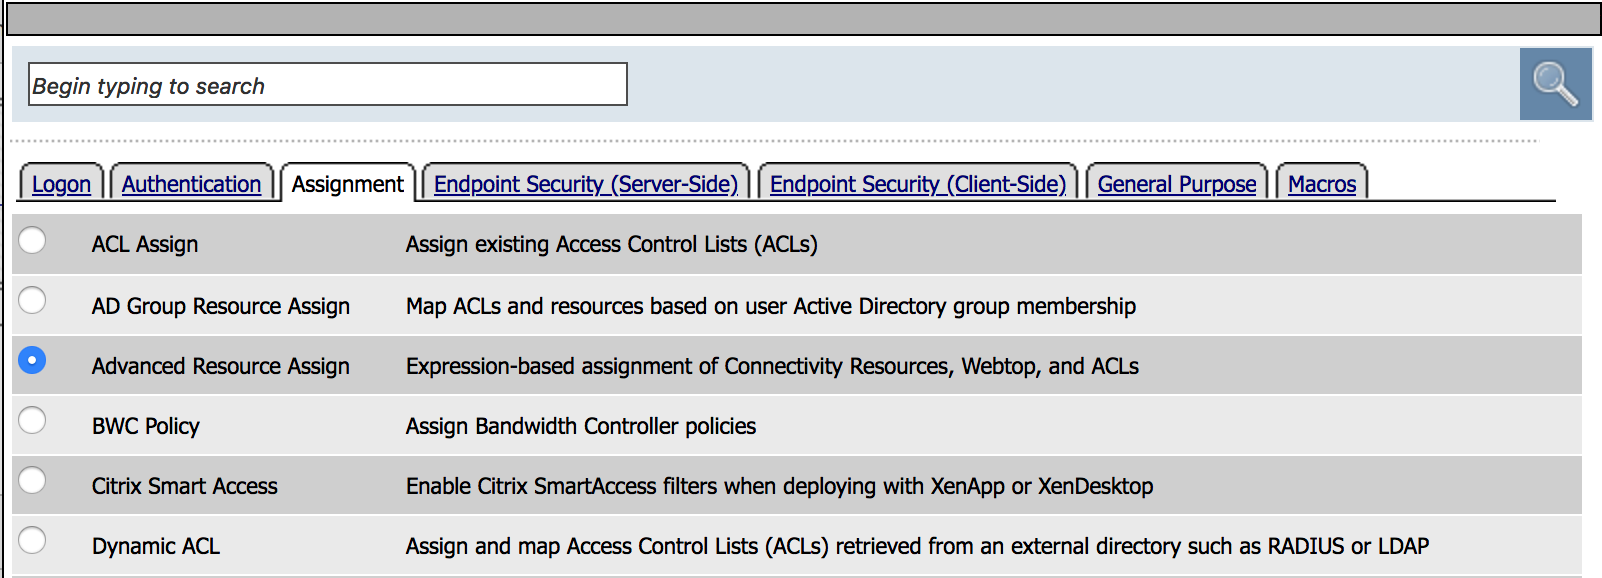 Begin typing to search
Logon Authentication Assignment Endpoint Security (Server-Side) Endpoint Security (Client-Side) General Purpose Macros
ACL Assign Assign existing Access Control Lists (ACLs)
AD Group Resource Assign Map ACLs and resources based on user Active Directory group membership
Advanced Resource Assign Expression-based assignment of Connectivity Resources, Webtop, and ACLs
BWC Policy Assign Bandwidth Controller policies
Citrix Smart Access Enable Citrix SmartAccess filters when deploying with XenApp or XenDesktop
Dynamic ACL Assign and map Access Control Lists (ACLs) retrieved from an external directory such as RADIUS or LDAP